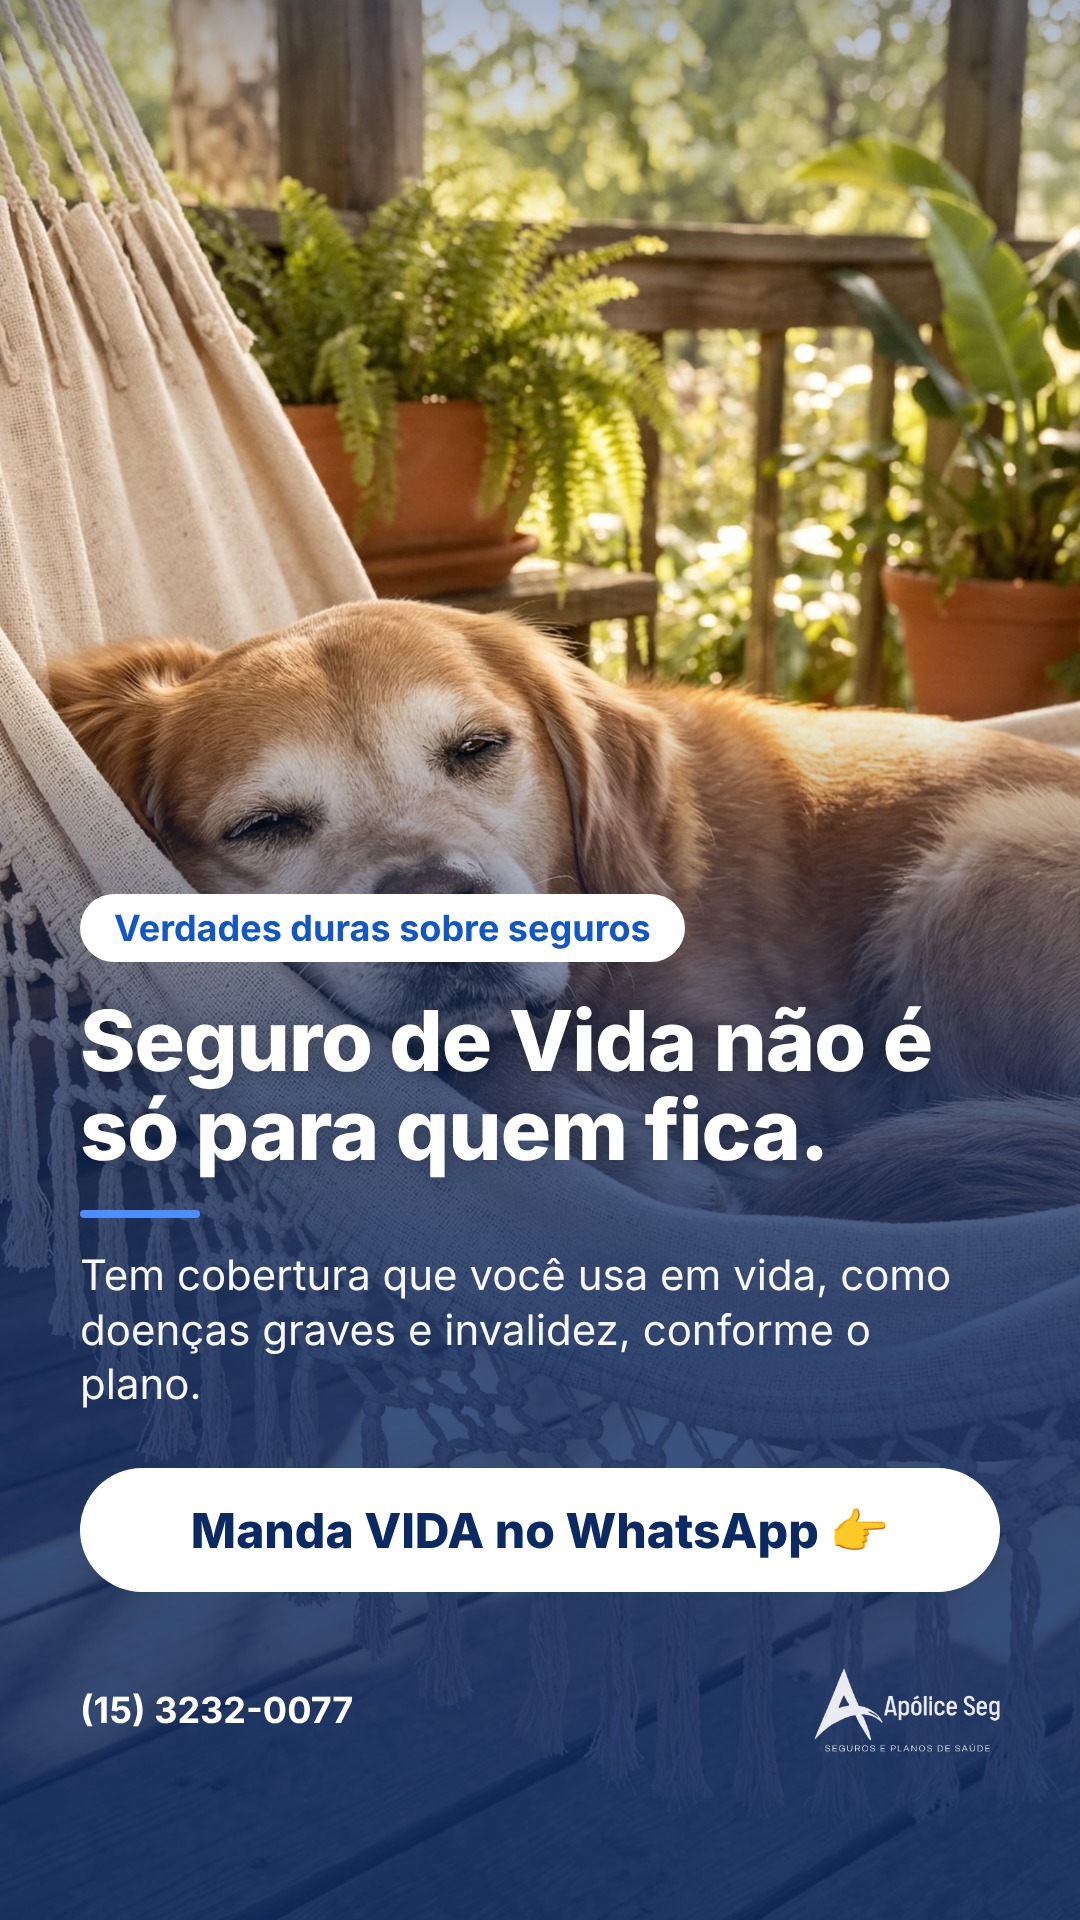 Verdades duras sobre seguros
Seguro de Vida não é
só para quem fica.
Tem cobertura que você usa em vida, como
doenças graves e invalidez, conforme o
plano.
Manda VIDA no WhatsApp 👉
(15) 3232-0077
Apólice Seg
SEGUROS E PLANOS DE SAÚDE